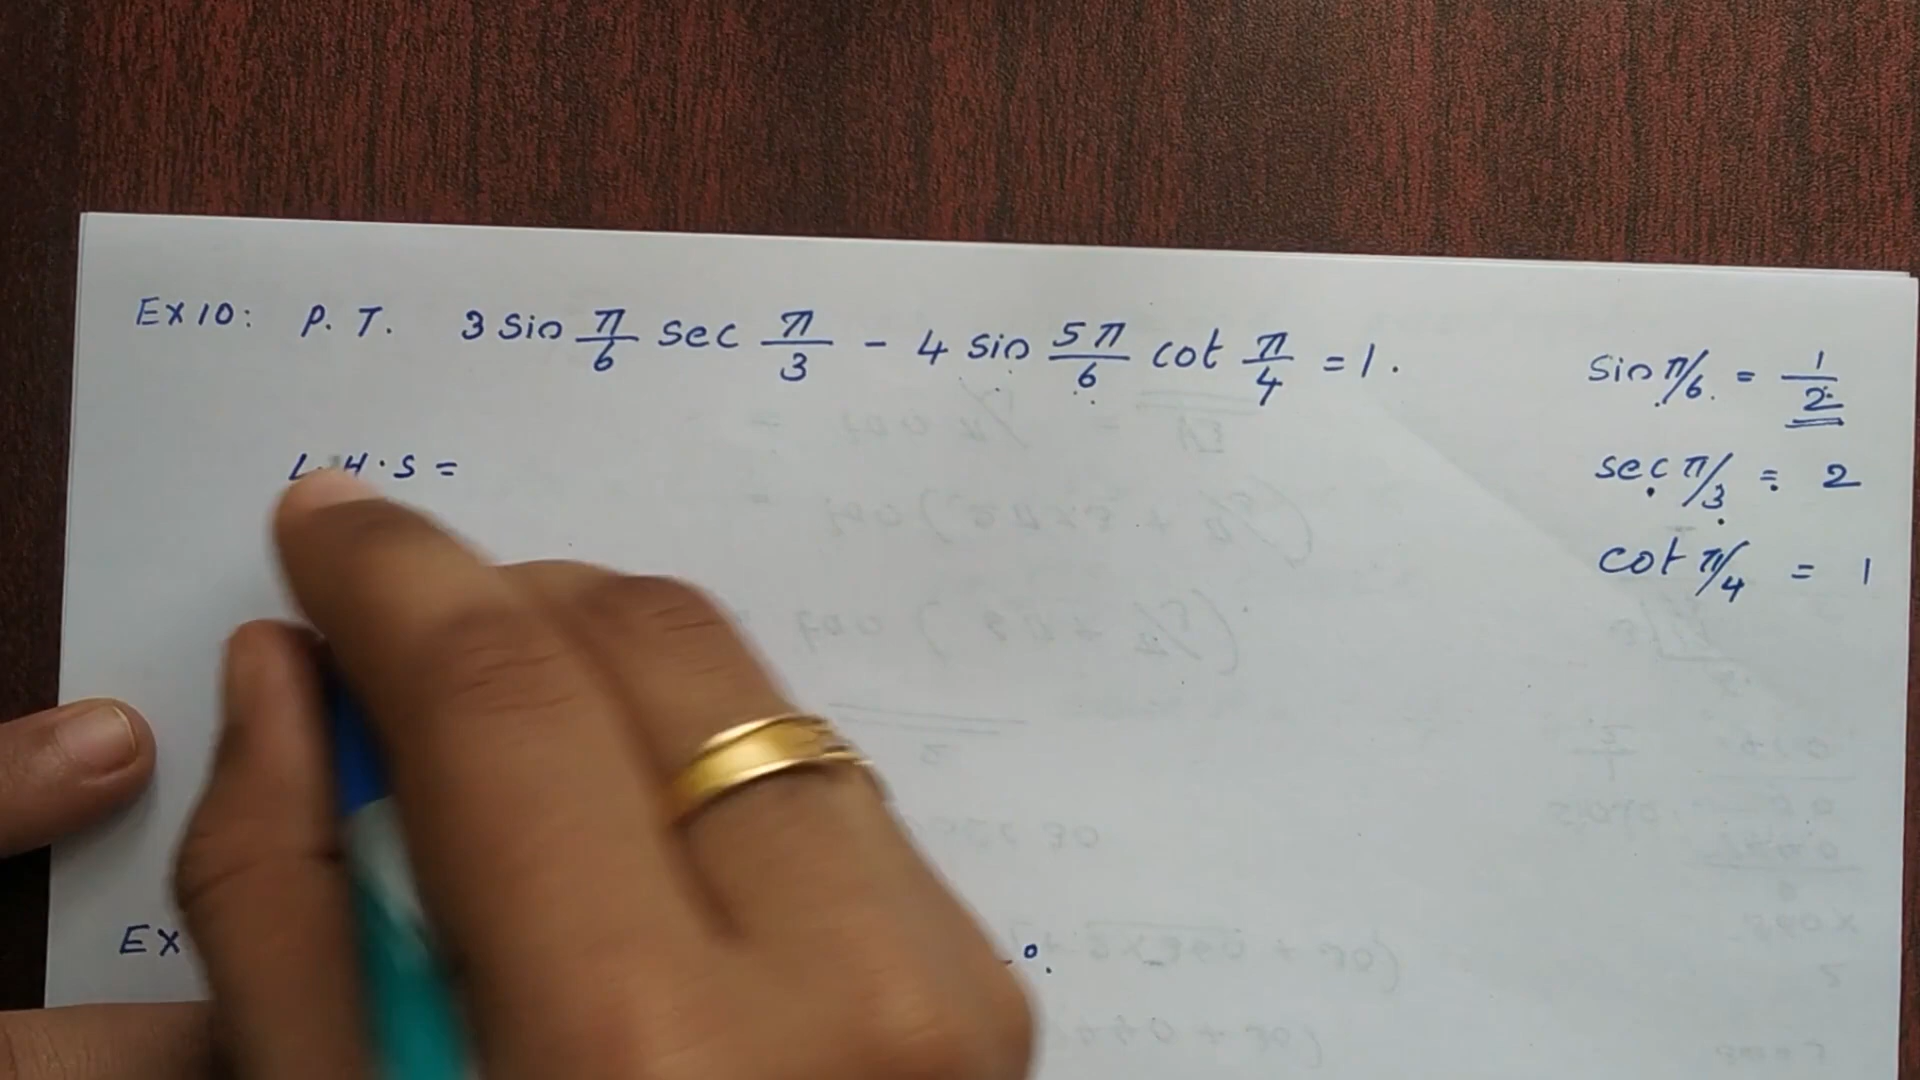 EX 10: P. T. 3 sin π/6 sec π/3 - 4 sin 5π/6 cot π/4 = 1.
sin π/6 = 1/2
L.H.S =
sec π/3 = 2
cot π/4 = 1
EX